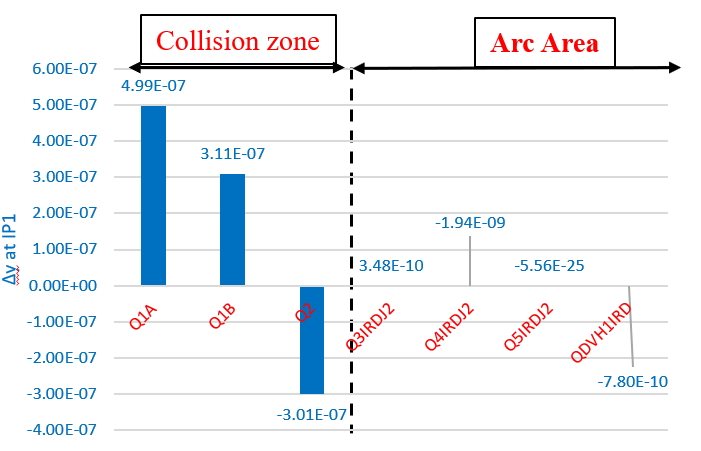 Collision zone
Arc Area
Δy at IP1
6.00E-07
5.00E-07
4.00E-07
3.00E-07
2.00E-07
1.00E-07
0.00E+00
-1.00E-07
-2.00E-07
-3.00E-07
-4.00E-07
4.99E-07
3.11E-07
-3.01E-07
3.48E-10
-1.94E-09
-5.56E-25
-7.80E-10
Q1A
Q1B
Q2
Q3IRDJ2
Q4IRDJ2
Q5IRDJ2
QDVH1IRD